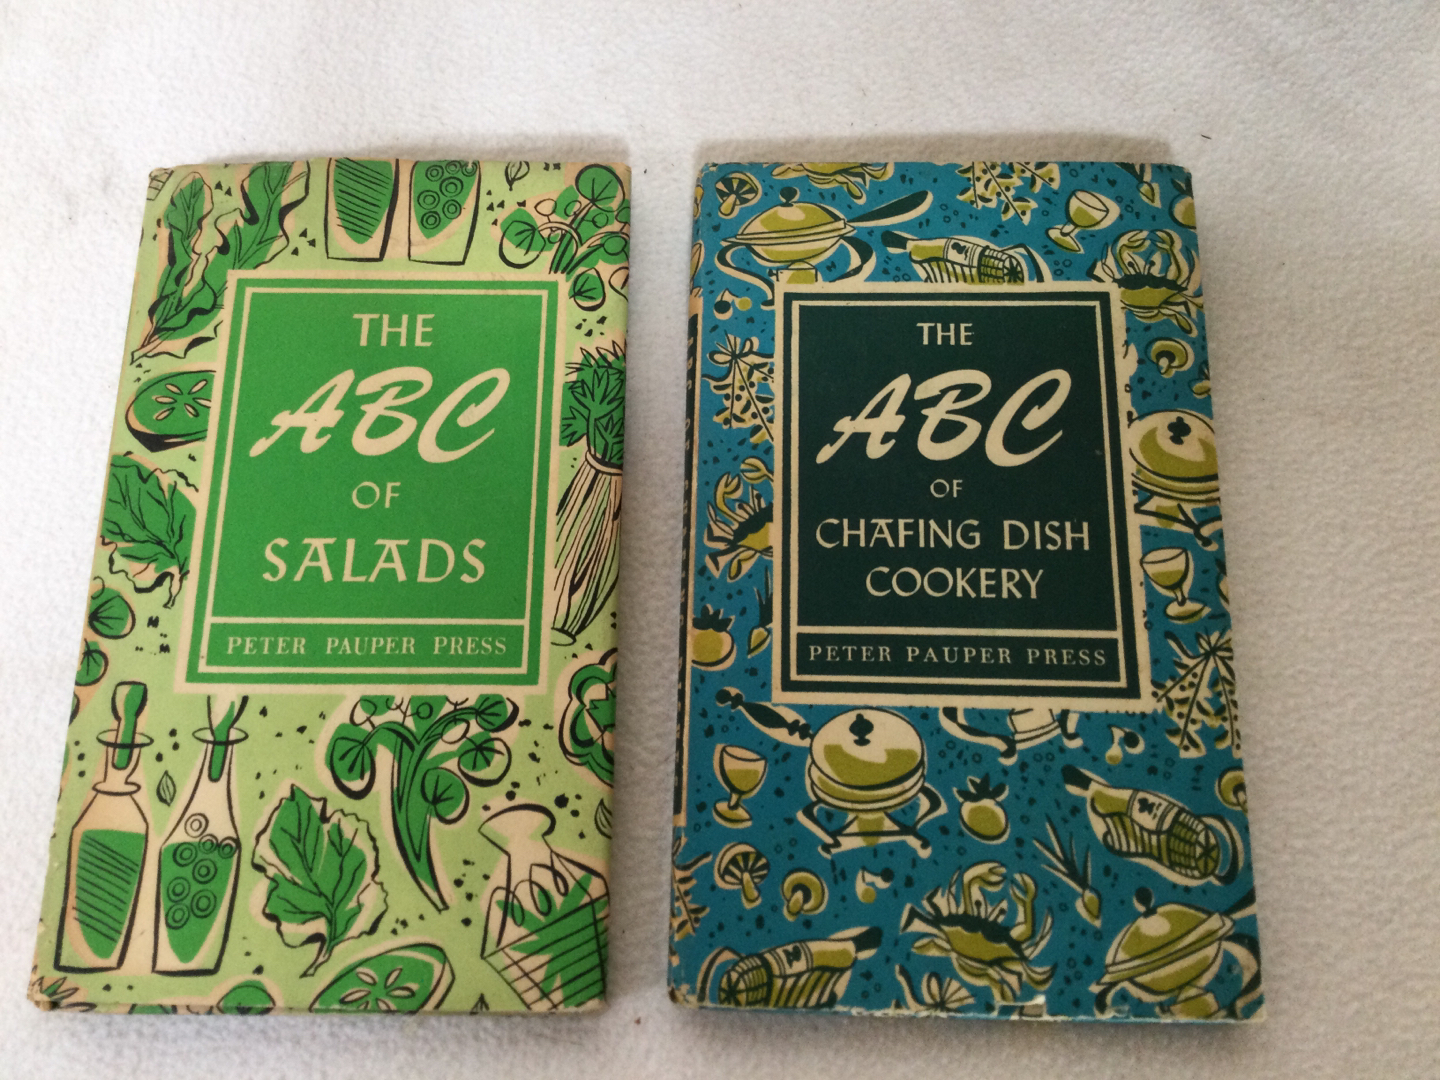 THE
ABC
OF
SALADS
PETER PAUPER PRESS
THE
ABC
OF
CHAFING DISH
COOKERY
PETER PAUPER PRESS